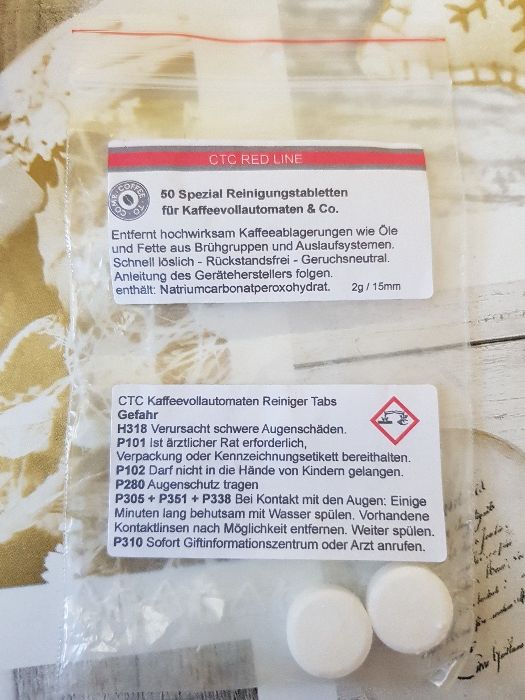 CTC RED LINE
COME · COFFEE · TO ·
50 Spezial Reinigungstabletten
für Kaffeevollautomaten & Co.
Entfernt hochwirksam Kaffeeablagerungen wie Öle
und Fette aus Brühgruppen und Auslaufsystemen.
Schnell löslich - Rückstandsfrei - Geruchsneutral.
Anleitung des Geräteherstellers folgen.
enthält: Natriumcarbonatperoxohydrat. 2g / 15mm
CTC Kaffeevollautomaten Reiniger Tabs
Gefahr
H318 Verursacht schwere Augenschäden.
P101 Ist ärztlicher Rat erforderlich,
Verpackung oder Kennzeichnungsetikett bereithalten.
P102 Darf nicht in die Hände von Kindern gelangen.
P280 Augenschutz tragen
P305 + P351 + P338 Bei Kontakt mit den Augen: Einige
Minuten lang behutsam mit Wasser spülen. Vorhandene
Kontaktlinsen nach Möglichkeit entfernen. Weiter spülen.
P310 Sofort Giftinformationszentrum oder Arzt anrufen.